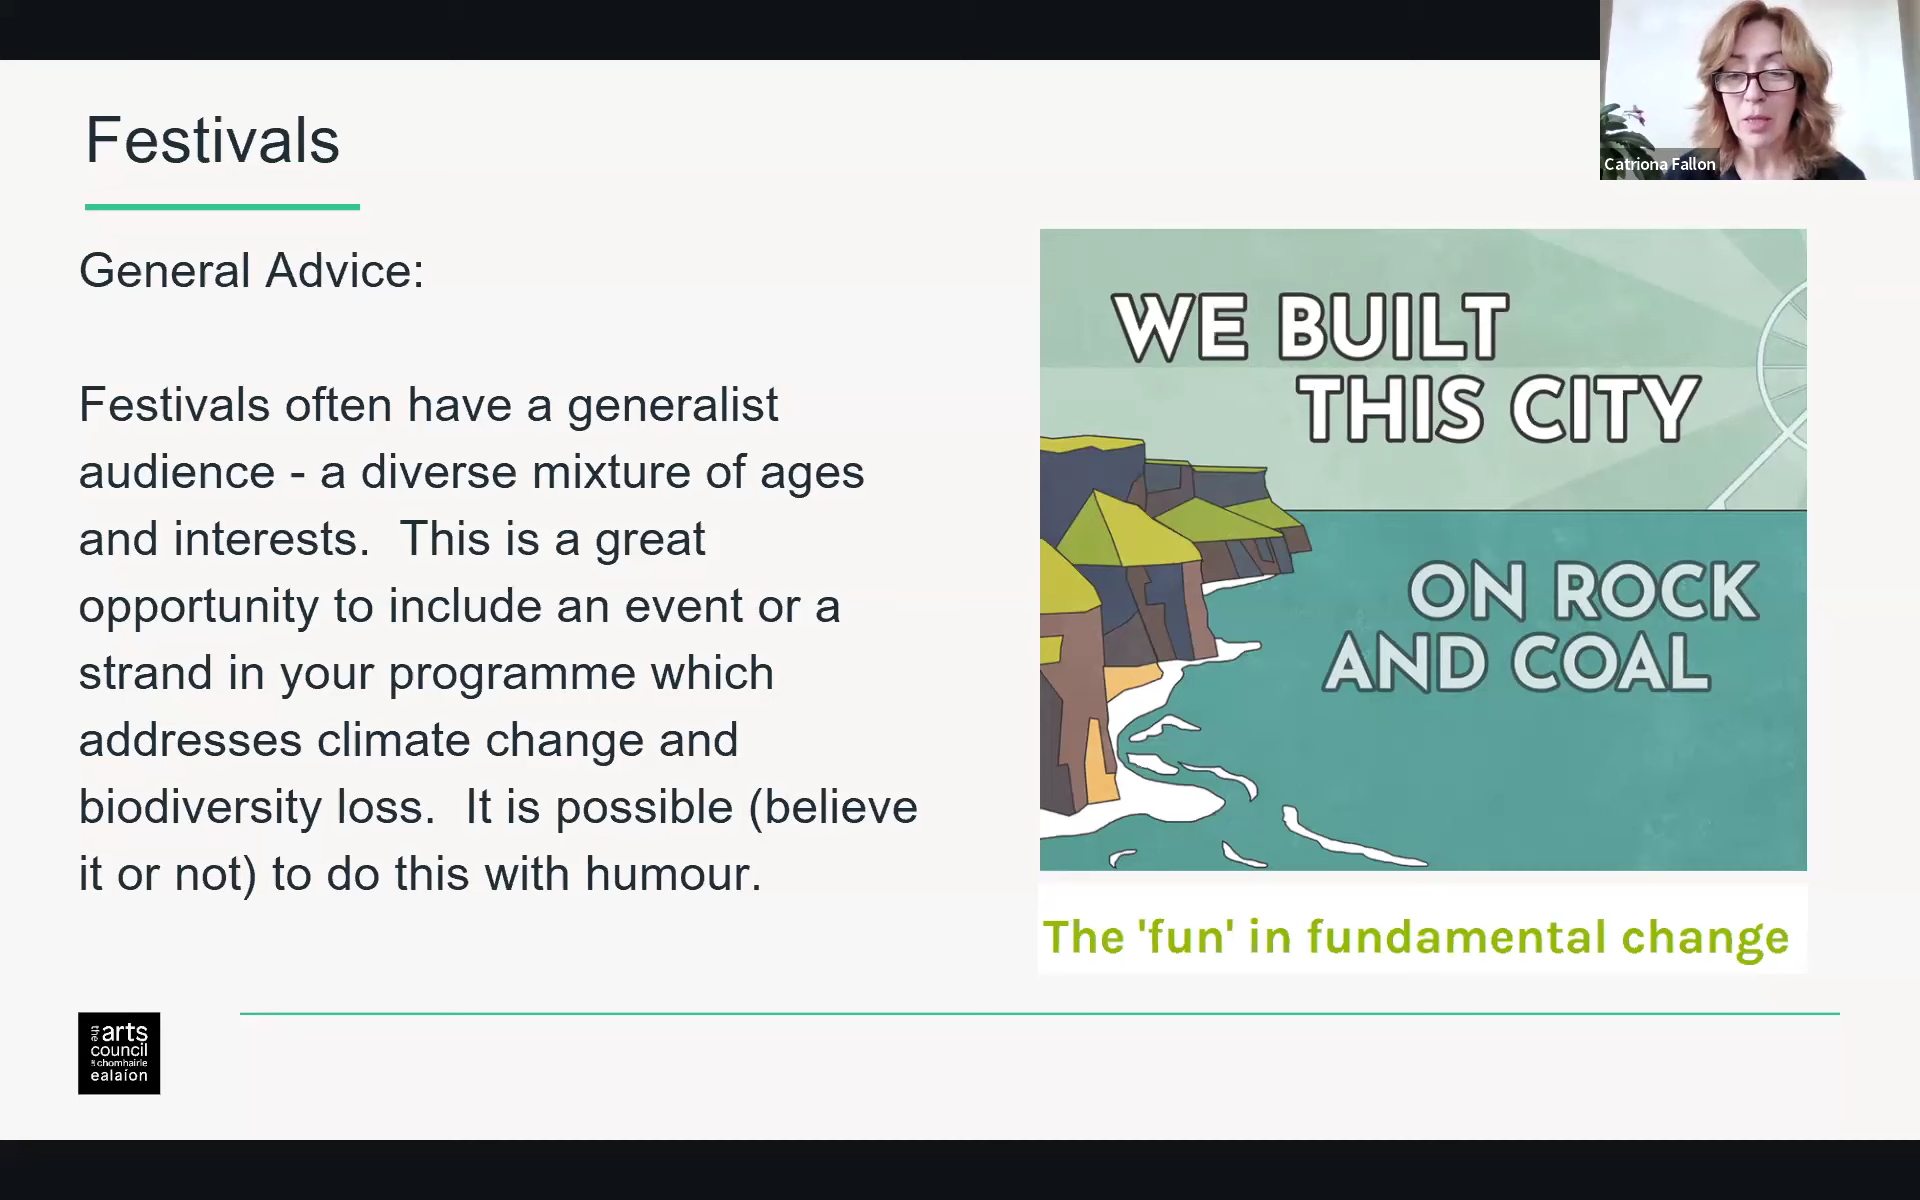 Catriona Fallon
Festivals
General Advice:
Festivals often have a generalist
audience - a diverse mixture of ages
and interests.  This is a great
opportunity to include an event or a
strand in your programme which
addresses climate change and
biodiversity loss.  It is possible (believe
it or not) to do this with humour.
WE BUILT
THIS CITY
ON ROCK
AND COAL
The 'fun' in fundamental change
the arts
council
chomhairle
ealaíon